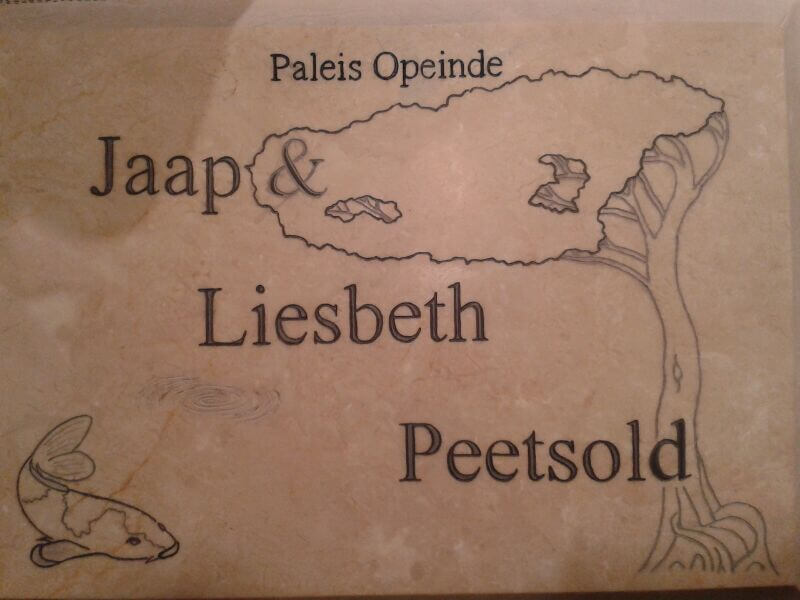 Paleis Opeinde
Jaap &
Liesbeth
Peetsold